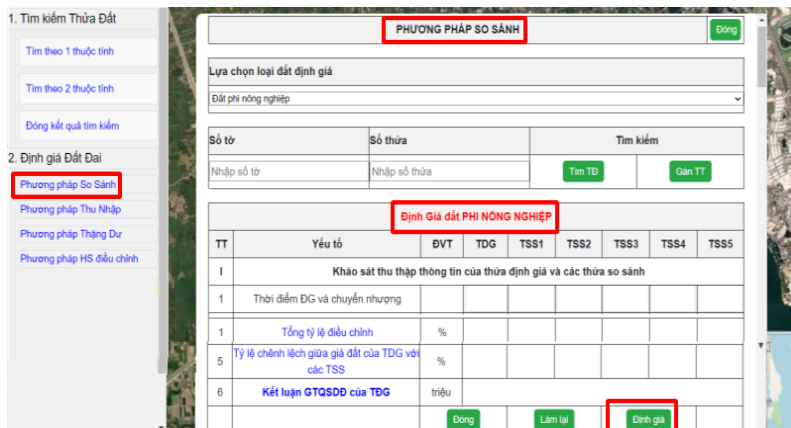 1. Tìm kiếm Thửa Đất
Tìm theo 1 thuộc tính
Tìm theo 2 thuộc tính
Đóng kết quả tìm kiếm
2. Định giá Đất Đai
Phương pháp So Sánh
Phương pháp Thu Nhập
Phương pháp Thặng Dư
Phương pháp HS điều chỉnh
PHƯƠNG PHÁP SO SÁNH Đóng
Lựa chọn loại đất định giá
Đất phi nông nghiệp
Số tờ Số thửa Tìm kiếm
Nhập số tờ Nhập số thửa Tìm TĐ Gán TT
Định Giá đất PHI NÔNG NGHIỆP
TT Yếu tố ĐVT TDG TSS1 TSS2 TSS3 TSS4 TSS5
I Khảo sát thu thập thông tin của thửa định giá và các thửa so sánh
1 Thời điểm ĐG và chuyển nhượng
1 Tổng tỷ lệ điều chỉnh %
5 Tỷ lệ chênh lệch giữa giá đất của TDG với các TSS %
6 Kết luận GTQSDĐ của TĐG triệu
Đóng Làm lại Định giá